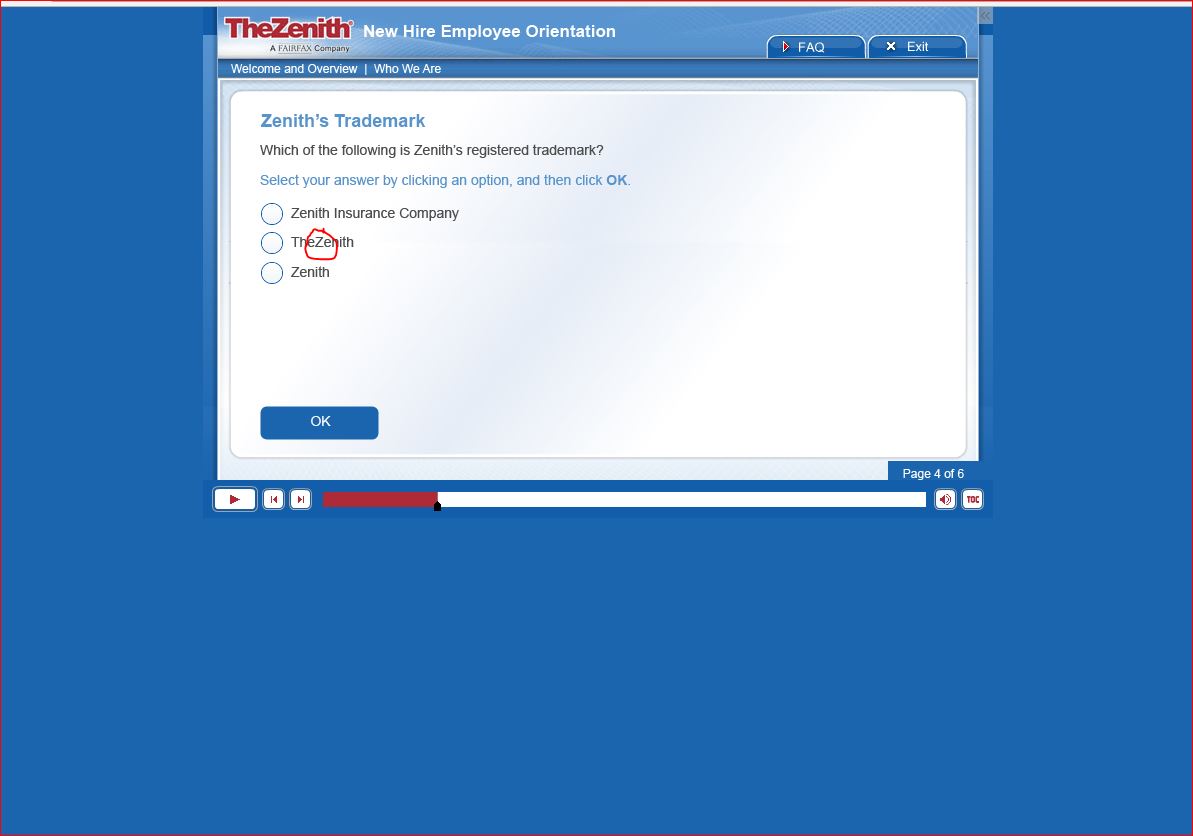 TheZenith®
A FAIRFAX Company
New Hire Employee Orientation
FAQ
Exit
Welcome and Overview | Who We Are
Zenith's Trademark
Which of the following is Zenith's registered trademark?
Select your answer by clicking an option, and then click OK.
Zenith Insurance Company
TheZenith
Zenith
OK
Page 4 of 6
TOC